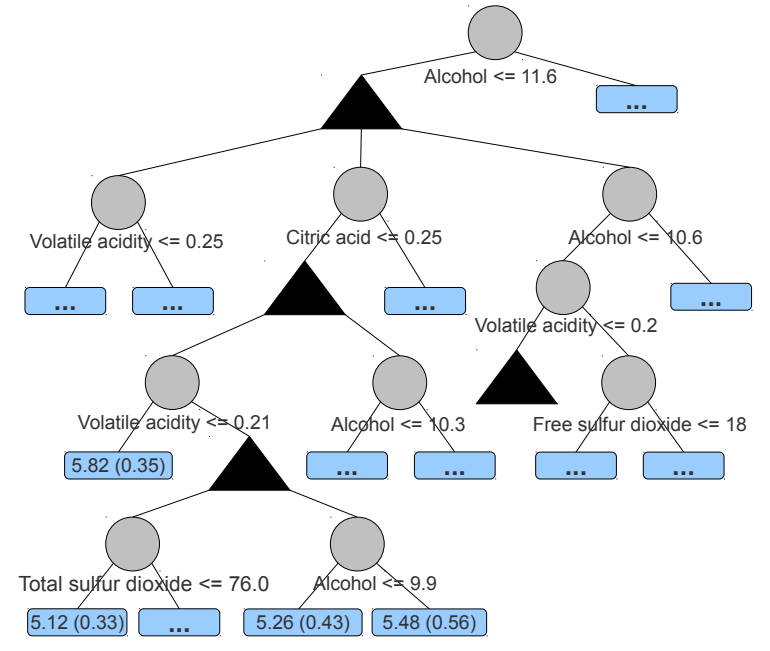 Alcohol <= 11.6
...
Volatile acidity <= 0.25
Citric acid <= 0.25
Alcohol <= 10.6
...
...
...
...
Volatile acidity <= 0.2
Volatile acidity <= 0.21
Alcohol <= 10.3
Free sulfur dioxide <= 18
5.82 (0.35)
...
...
...
...
Total sulfur dioxide <= 76.0
Alcohol <= 9.9
5.12 (0.33)
...
5.26 (0.43)
5.48 (0.56)